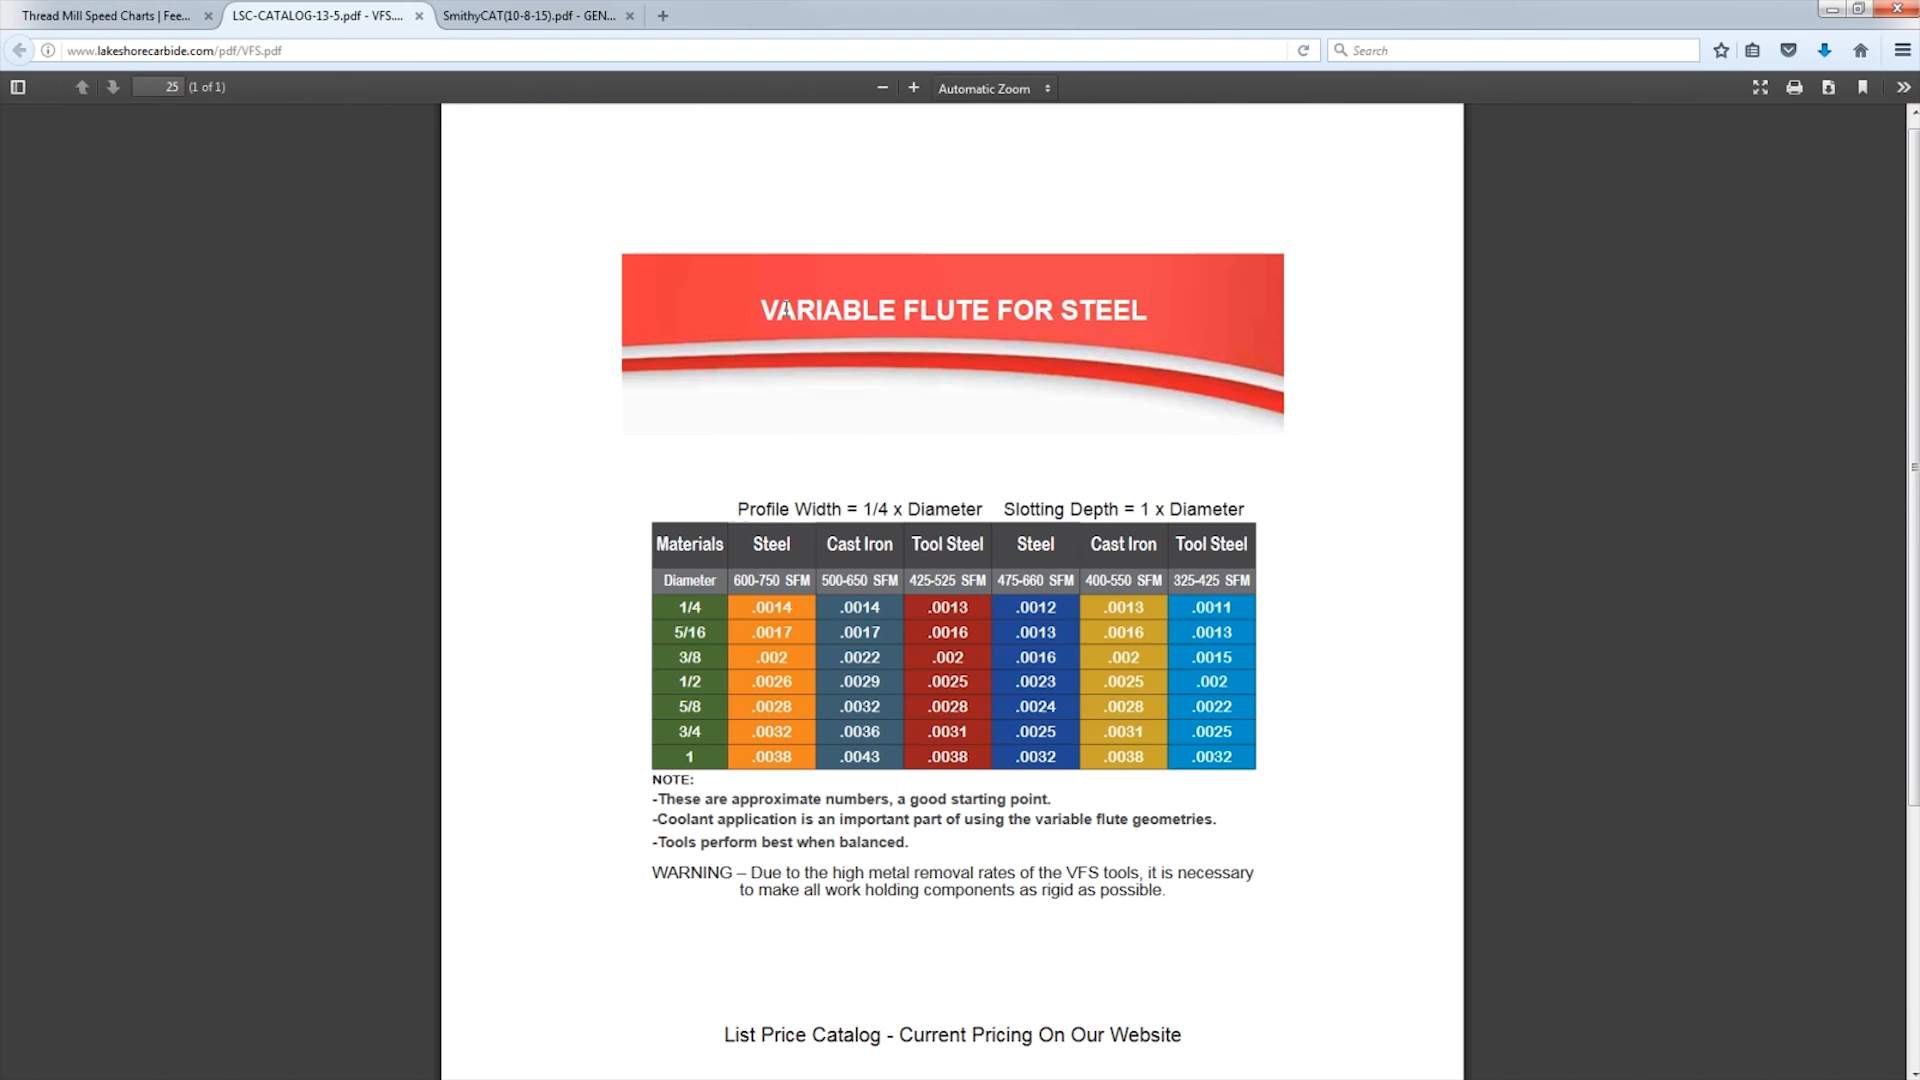 Thread Mill Speed Charts | Fee...
LSC-CATALOG-13-5.pdf - VFS....
SmithyCAT(10-8-15).pdf - GEN...
www.lakeshorecarbide.com/pdf/VFS.pdf
Search
25 (1 of 1)
Automatic Zoom
VARIABLE FLUTE FOR STEEL
Profile Width = 1/4 x Diameter Slotting Depth = 1 x Diameter
Materials Steel Cast Iron Tool Steel Steel Cast Iron Tool Steel
Diameter 600-750 SFM 500-650 SFM 425-525 SFM 475-660 SFM 400-550 SFM 325-425 SFM
1/4 .0014 .0014 .0013 .0012 .0013 .0011
5/16 .0017 .0017 .0016 .0013 .0016 .0013
3/8 .002 .0022 .002 .0016 .002 .0015
1/2 .0026 .0029 .0025 .0023 .0025 .002
5/8 .0028 .0032 .0028 .0024 .0028 .0022
3/4 .0032 .0036 .0031 .0025 .0031 .0025
1 .0038 .0043 .0038 .0032 .0038 .0032
NOTE:
-These are approximate numbers, a good starting point.
-Coolant application is an important part of using the variable flute geometries.
-Tools perform best when balanced.
WARNING – Due to the high metal removal rates of the VFS tools, it is necessary
to make all work holding components as rigid as possible.
List Price Catalog - Current Pricing On Our Website